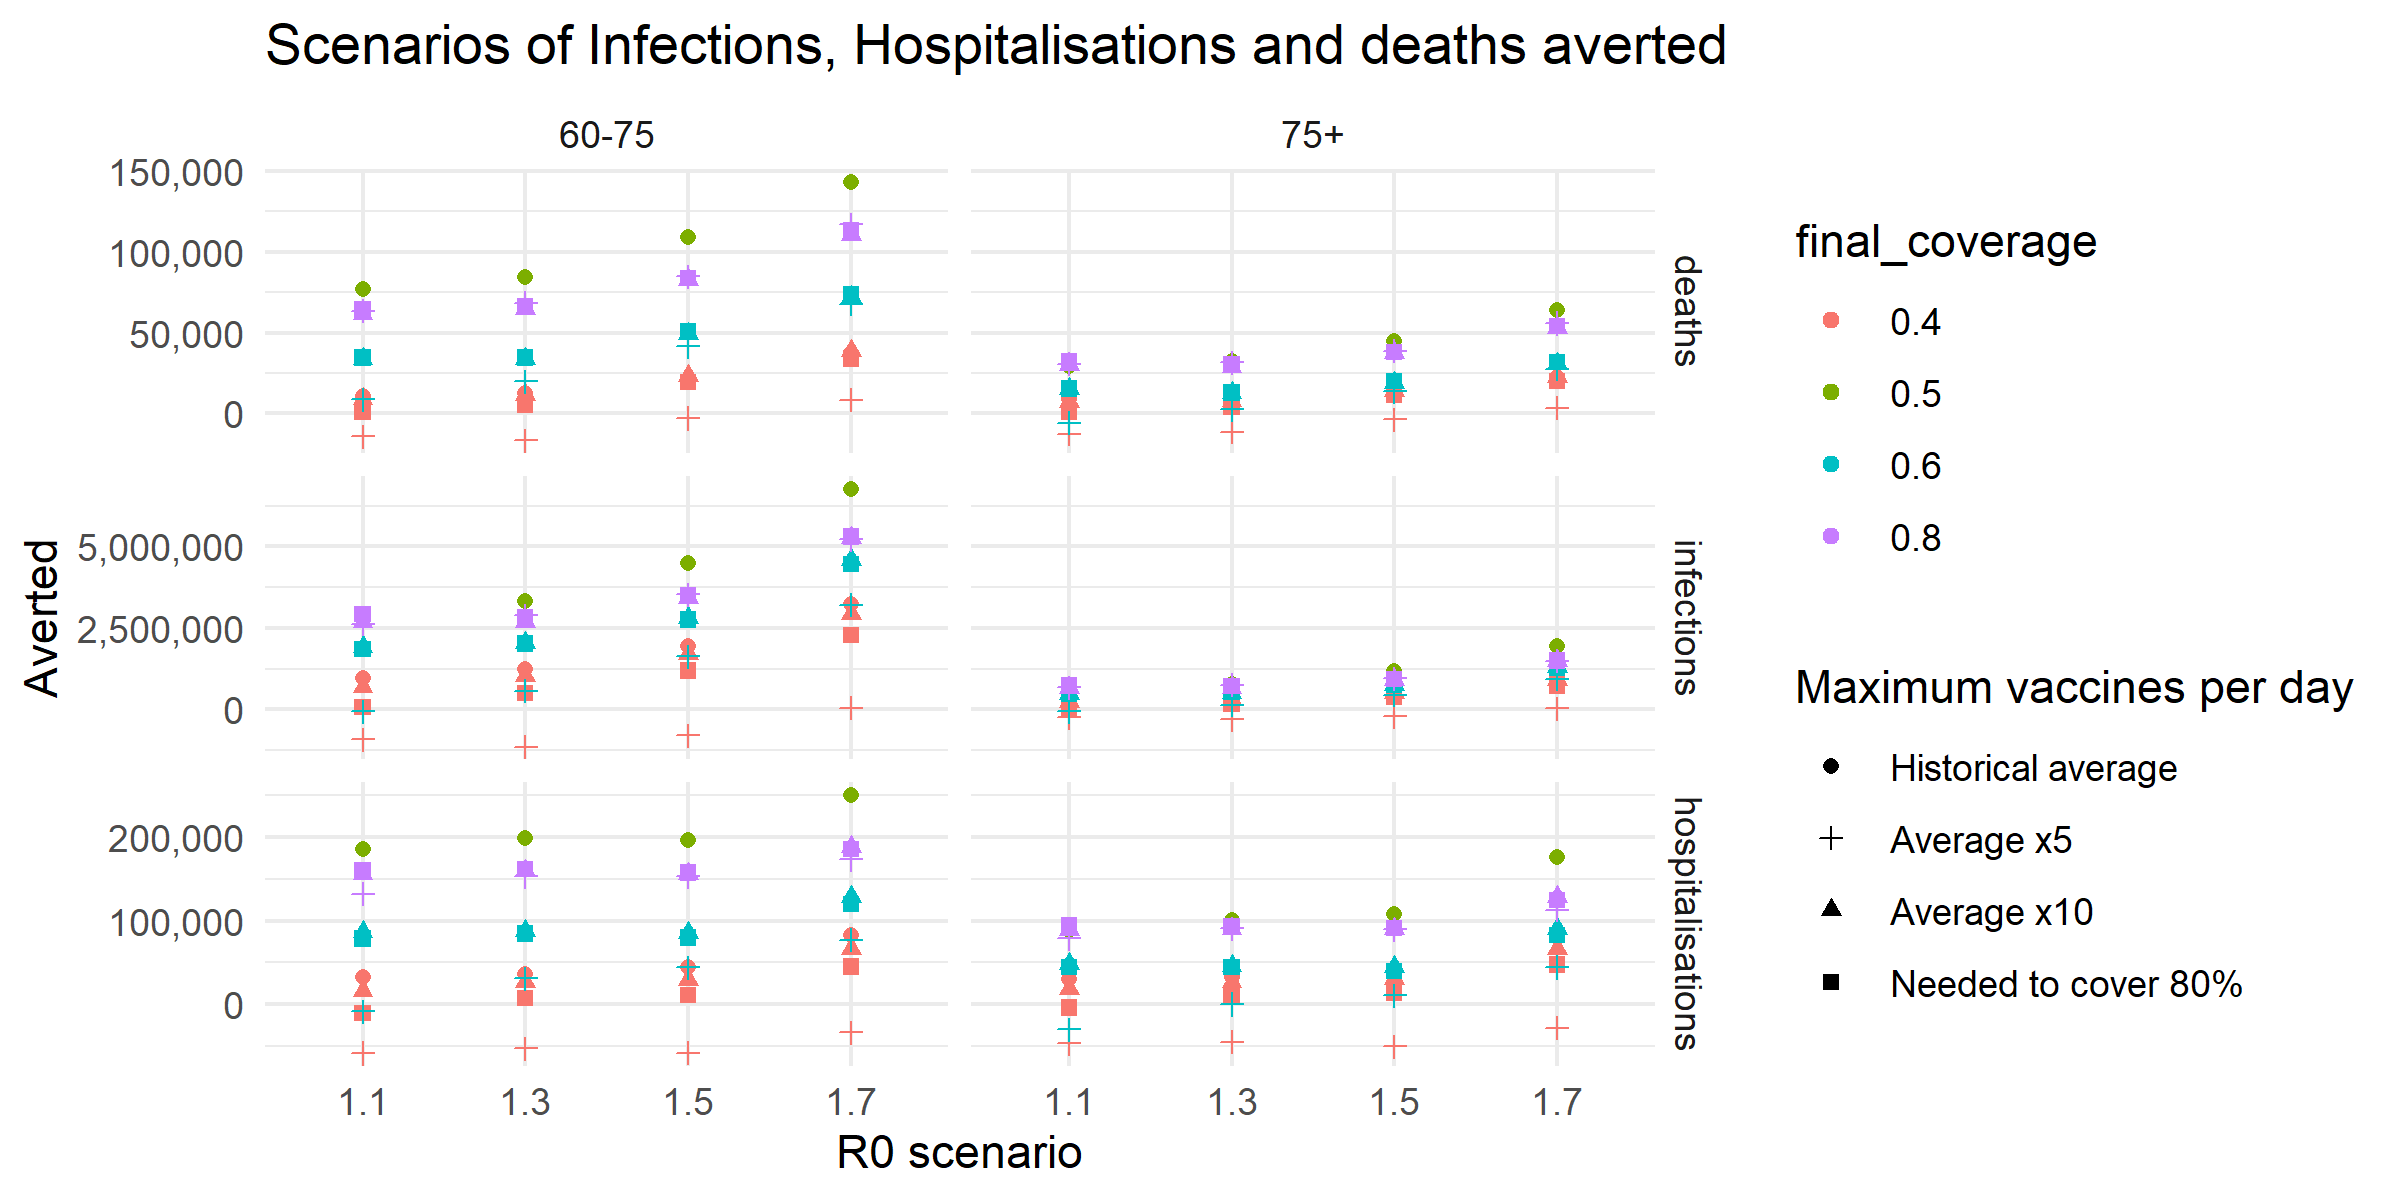 Scenarios of Infections, Hospitalisations and deaths averted
60-75
75+
150,000
100,000
50,000
0
deaths
5,000,000
2,500,000
0
infections
200,000
100,000
0
hospitalisations
Averted
1.1 1.3 1.5 1.7
1.1 1.3 1.5 1.7
R0 scenario
final_coverage
0.4
0.5
0.6
0.8
Maximum vaccines per day
Historical average
Average x5
Average x10
Needed to cover 80%